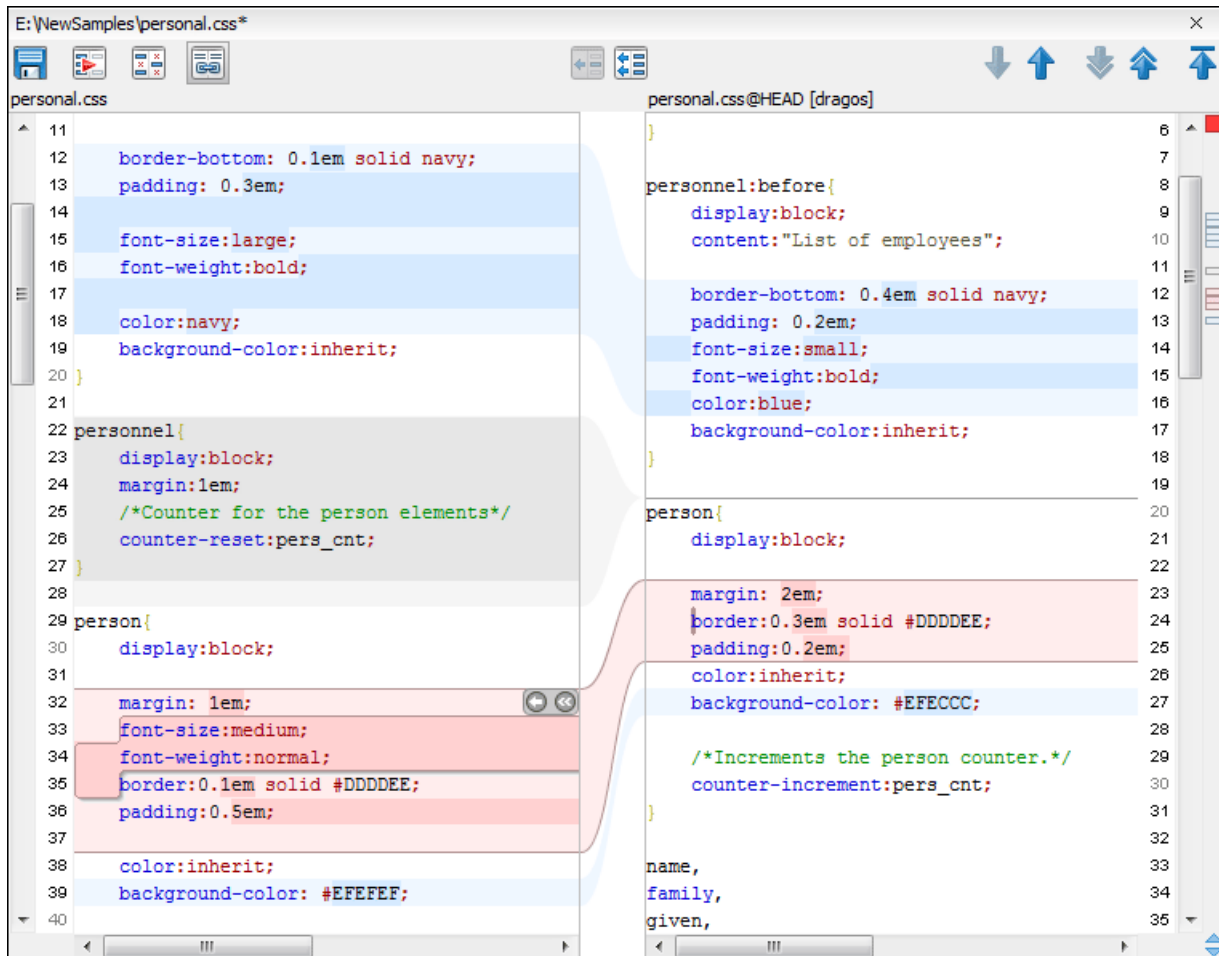 E:\NewSamples\personal.css*
personal.css
11
12 border-bottom: 0.1em solid navy;
13 padding: 0.3em;
14
15 font-size:large;
16 font-weight:bold;
17
18 color:navy;
19 background-color:inherit;
20 }
21
22 personnel{
23 display:block;
24 margin:1em;
25 /*Counter for the person elements*/
26 counter-reset:pers_cnt;
27 }
28
29 person{
30 display:block;
31
32 margin: 1em;
33 font-size:medium;
34 font-weight:normal;
35 border:0.1em solid #DDDDEE;
36 padding:0.5em;
37
38 color:inherit;
39 background-color: #EFEFEF;
40
personal.css@HEAD [dragos]
} 6
7
personnel:before{ 8
display:block; 9
content:"List of employees"; 10
11
border-bottom: 0.4em solid navy; 12
padding: 0.2em; 13
font-size:small; 14
font-weight:bold; 15
color:blue; 16
background-color:inherit; 17
} 18
19
person{ 20
display:block; 21
22
margin: 2em; 23
border:0.3em solid #DDDDEE; 24
padding:0.2em; 25
color:inherit; 26
background-color: #EFECCC; 27
28
/*Increments the person counter.*/ 29
counter-increment:pers_cnt; 30
} 31
32
name, 33
family, 34
given, 35